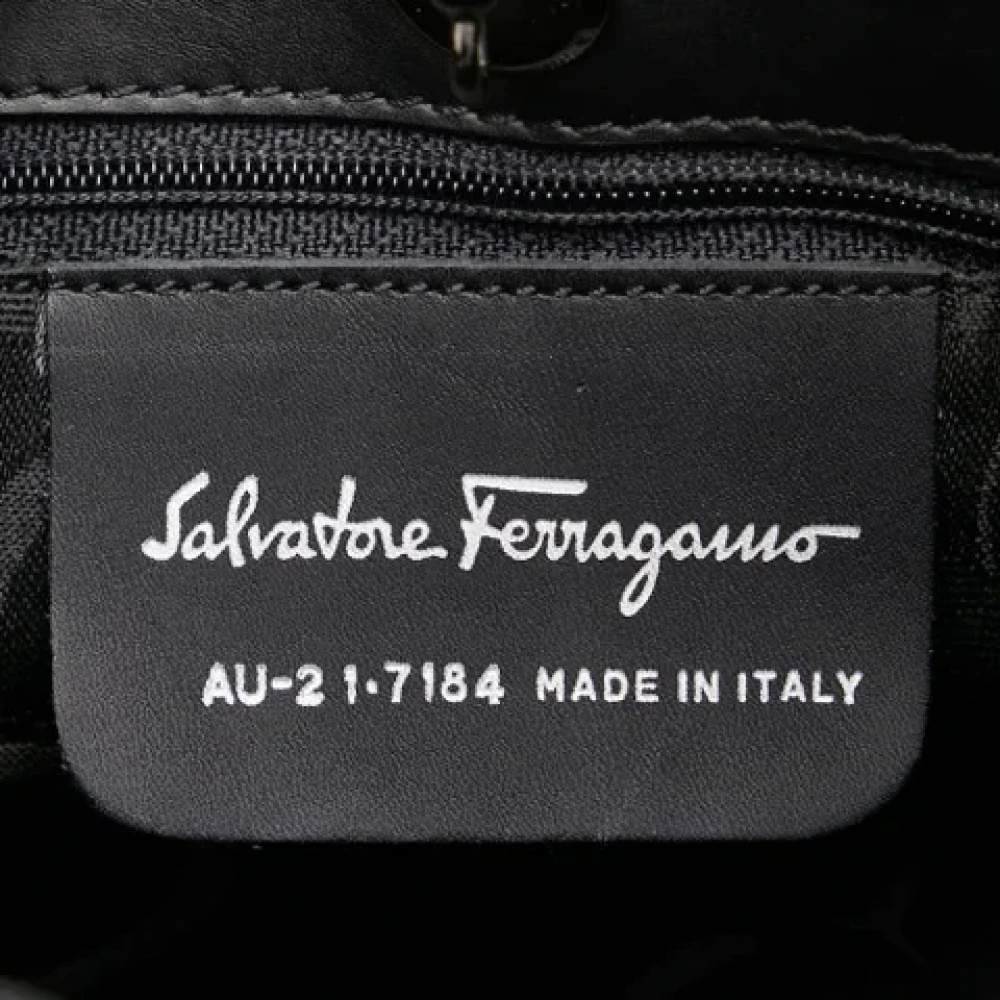 Salvatore Ferragamo
AU-21·7184 MADE IN ITALY